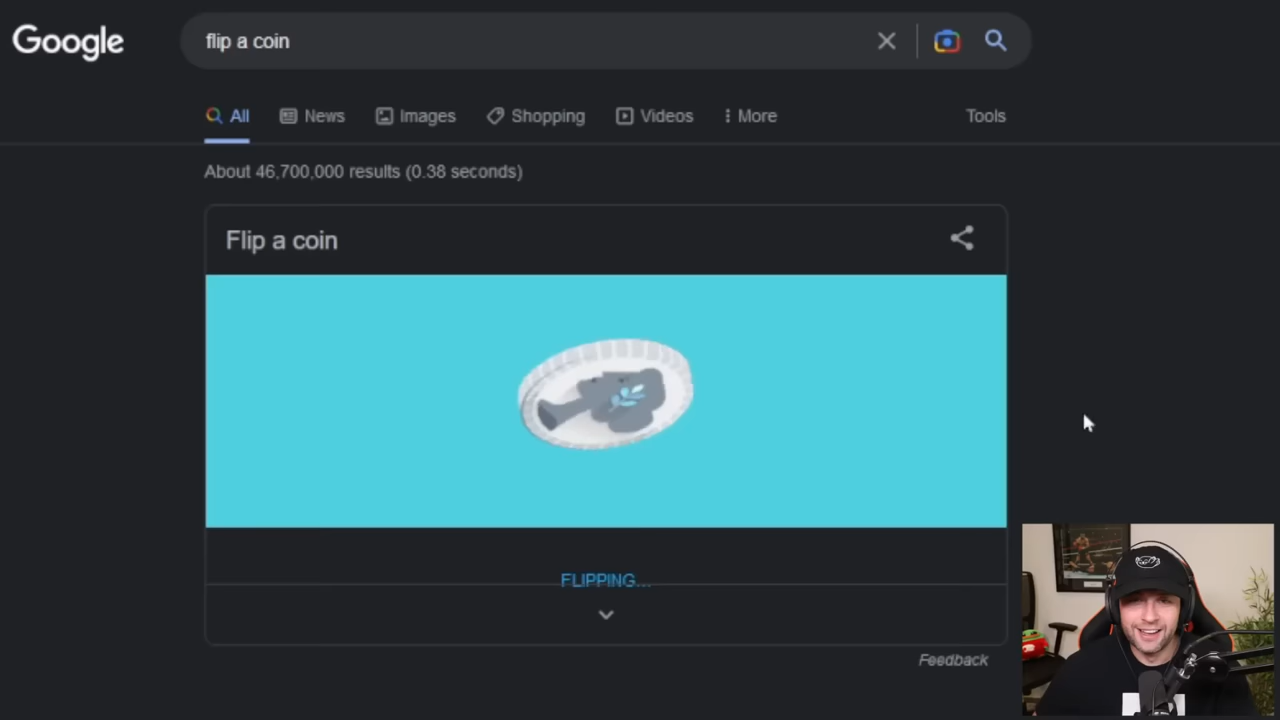 Google
flip a coin
All News Images Shopping Videos More Tools
About 46,700,000 results (0.38 seconds)
Flip a coin
FLIPPING...
Feedback